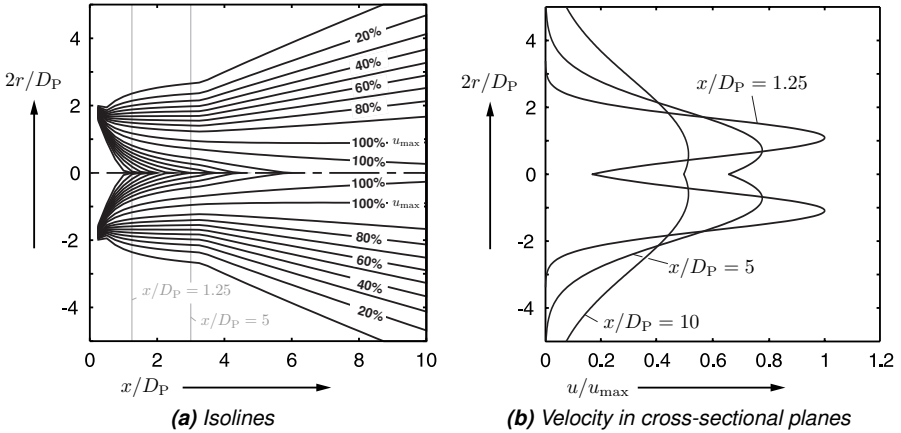 2r/D_P
4
2
0
-2
-4
20%
40%
60%
80%
100% · u_max
100%
100%
100% · u_max
80%
60%
40%
20%
x/D_P = 1.25
x/D_P = 5
0
2
4
6
8
10
x/D_P
(a) Isolines
2r/D_P
4
2
0
-2
-4
x/D_P = 1.25
x/D_P = 5
x/D_P = 10
0
0.2
0.4
0.6
0.8
1
1.2
u/u_max
(b) Velocity in cross-sectional planes